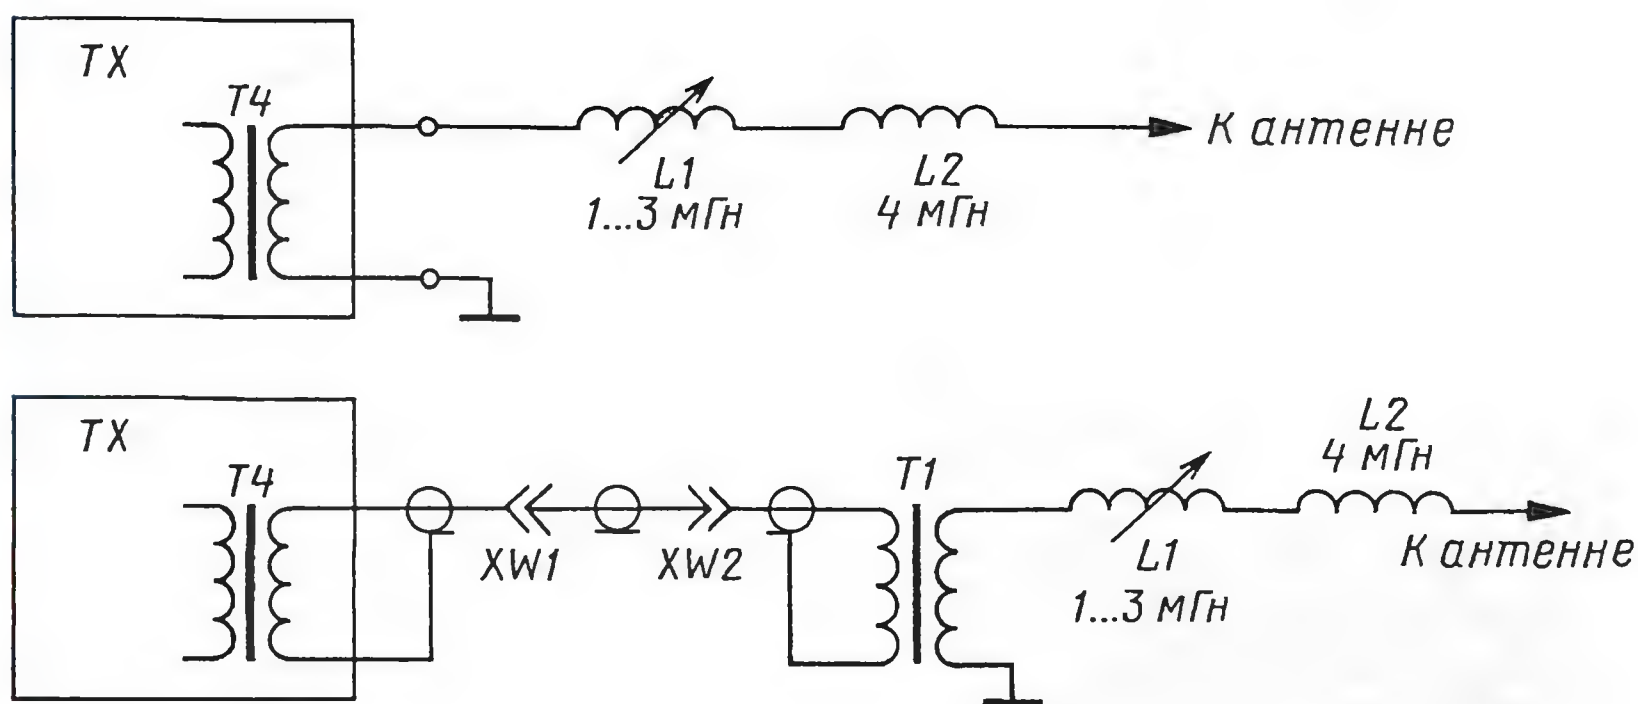 TX
T4
К антенне
L1
1...3 мГн
L2
4 мГн
TX
T4
XW1
XW2
T1
L2
4 мГн
L1
1...3 мГн
К антенне